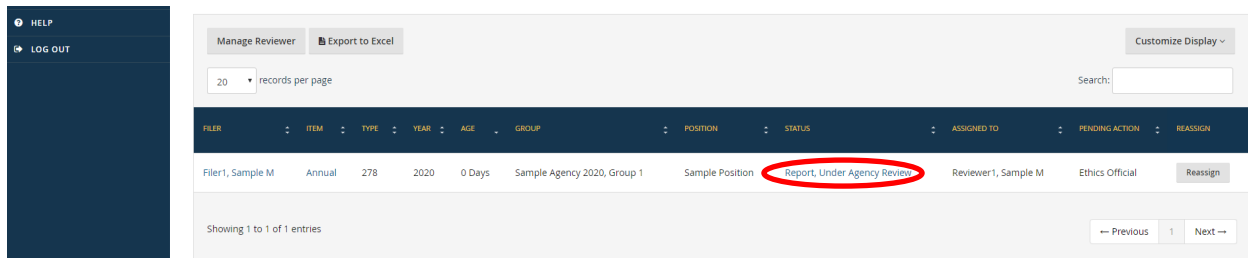 HELP
LOG OUT
Manage Reviewer Export to Excel Customize Display
20 records per page Search:
FILER ITEM TYPE YEAR AGE GROUP POSITION STATUS ASSIGNED TO PENDING ACTION REASSIGN
Filer1, Sample M Annual 278 2020 0 Days Sample Agency 2020, Group 1 Sample Position Report, Under Agency Review Reviewer1, Sample M Ethics Official Reassign
Showing 1 to 1 of 1 entries ← Previous 1 Next →